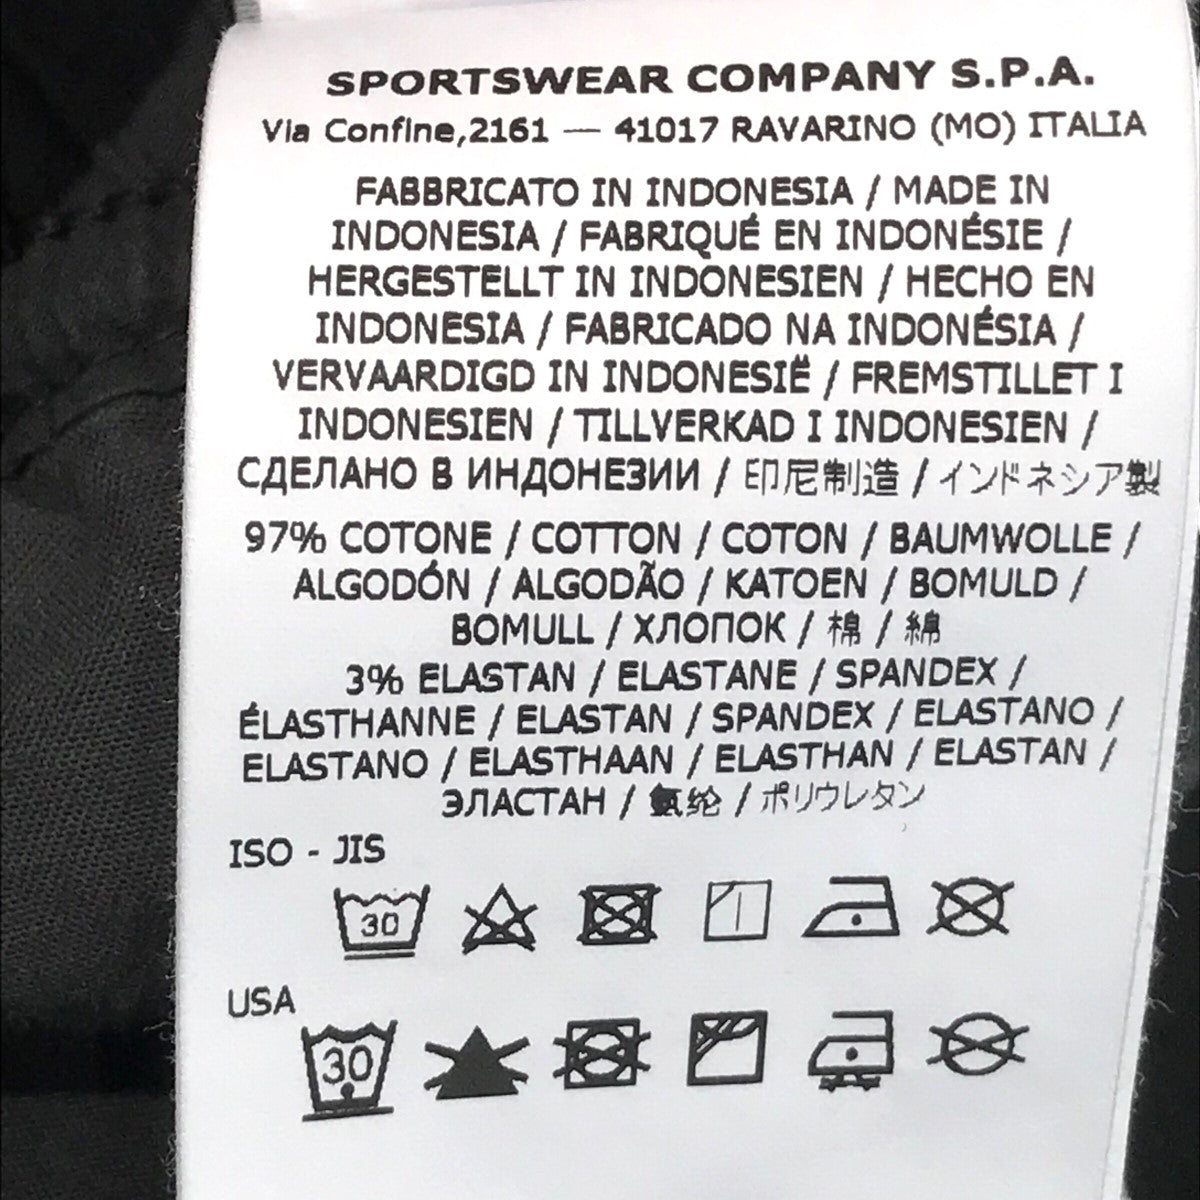 SPORTSWEAR COMPANY S.P.A.
Via Confine,2161 — 41017 RAVARINO (MO) ITALIA
FABBRICATO IN INDONESIA / MADE IN
INDONESIA / FABRIQUÉ EN INDONÉSIE /
HERGESTELLT IN INDONESIEN / HECHO EN
INDONESIA / FABRICADO NA INDONÉSIA /
VERVAARDIGD IN INDONESIË / FREMSTILLET I
INDONESIEN / TILLVERKAD I INDONESIEN /
СДЕЛАНО В ИНДОНЕЗИИ / 印尼制造 / インドネシア製
97% COTONE / COTTON / COTON / BAUMWOLLE /
ALGODÓN / ALGODÃO / KATOEN / BOMULD /
BOMULL / ХЛОПОК / 棉 / 綿
3% ELASTAN / ELASTANE / SPANDEX /
ÉLASTHANNE / ELASTAN / SPANDEX / ELASTANO /
ELASTANO / ELASTHAAN / ELASTHAN / ELASTAN /
ЭЛАСТАН / 氨纶 / ポリウレタン
ISO - JIS
30
USA
30